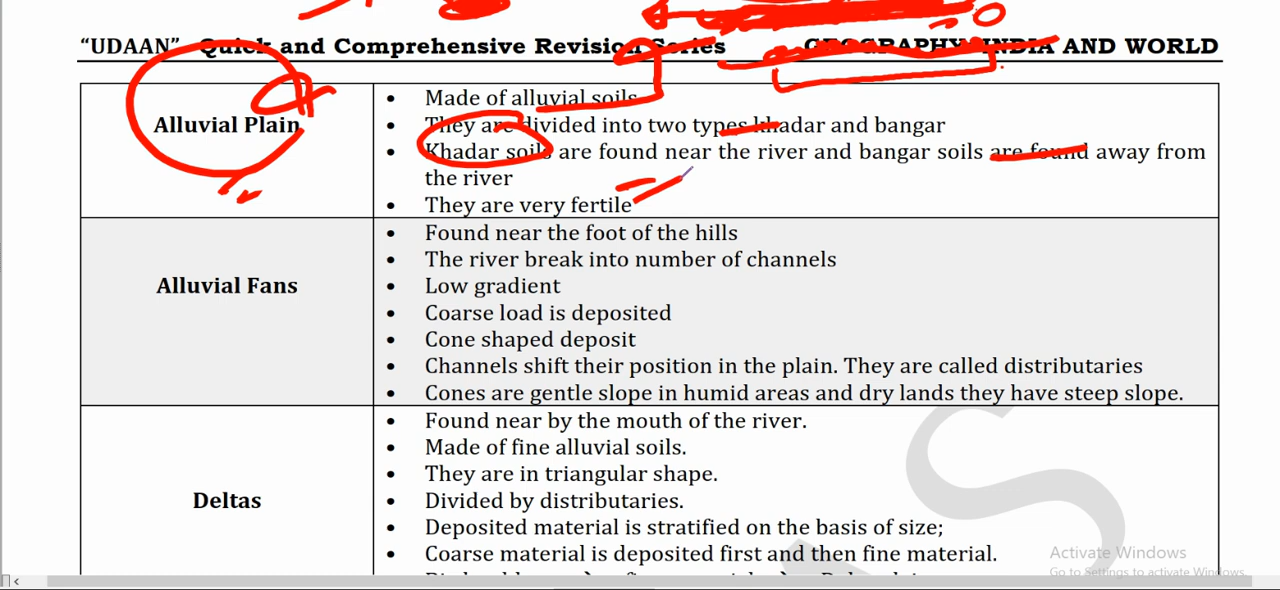 "UDAAN" Quick and Comprehensive Revision Series GEOGRAPHY: INDIA AND WORLD
Alluvial Plain
• Made of alluvial soils
• They are divided into two types khadar and bangar
• Khadar soils are found near the river and bangar soils are found away from
the river
• They are very fertile
Alluvial Fans
• Found near the foot of the hills
• The river break into number of channels
• Low gradient
• Coarse load is deposited
• Cone shaped deposit
• Channels shift their position in the plain. They are called distributaries
• Cones are gentle slope in humid areas and dry lands they have steep slope.
Deltas
• Found near by the mouth of the river.
• Made of fine alluvial soils.
• They are in triangular shape.
• Divided by distributaries.
• Deposited material is stratified on the basis of size;
• Coarse material is deposited first and then fine material.
Activate Windows
Go to Settings to activate Windows.